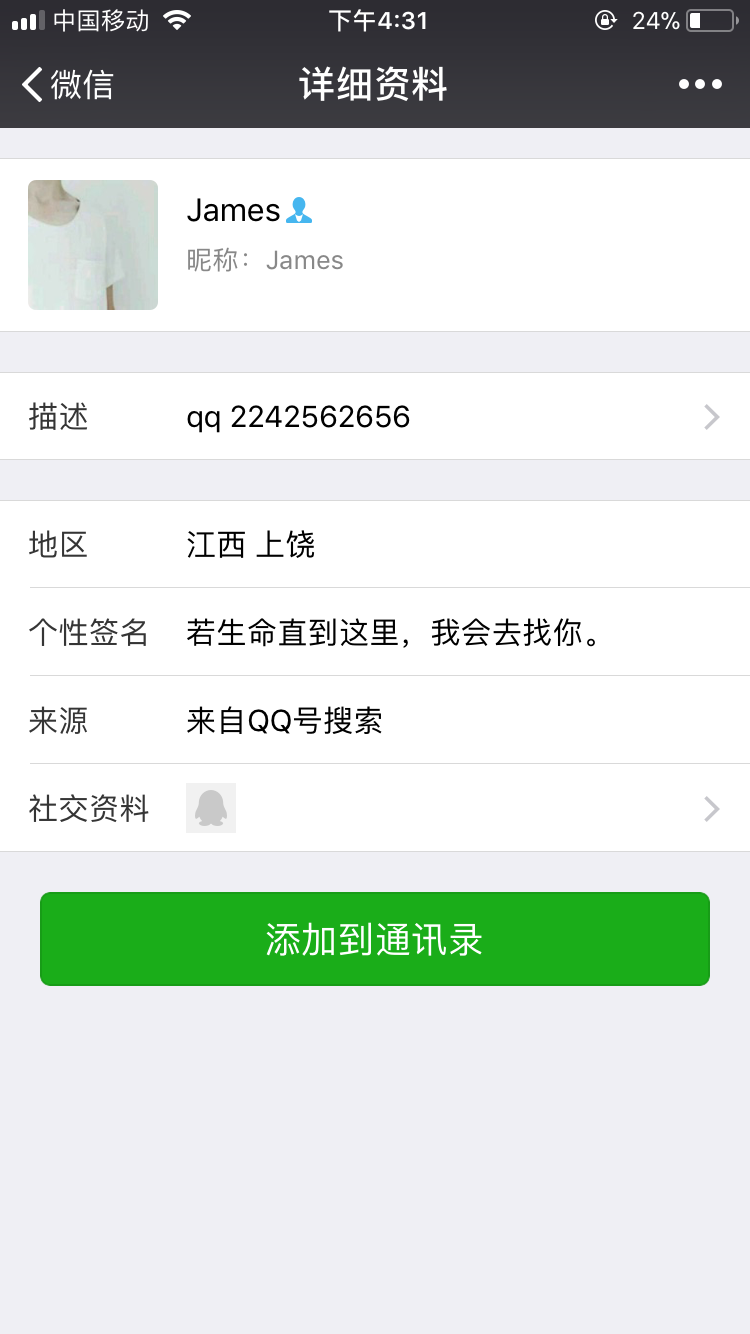 中国移动 下午4:31 24%
微信 详细资料
James
昵称：James
描述 qq 2242562656
地区 江西 上饶
个性签名 若生命直到这里，我会去找你。
来源 来自QQ号搜索
社交资料
添加到通讯录